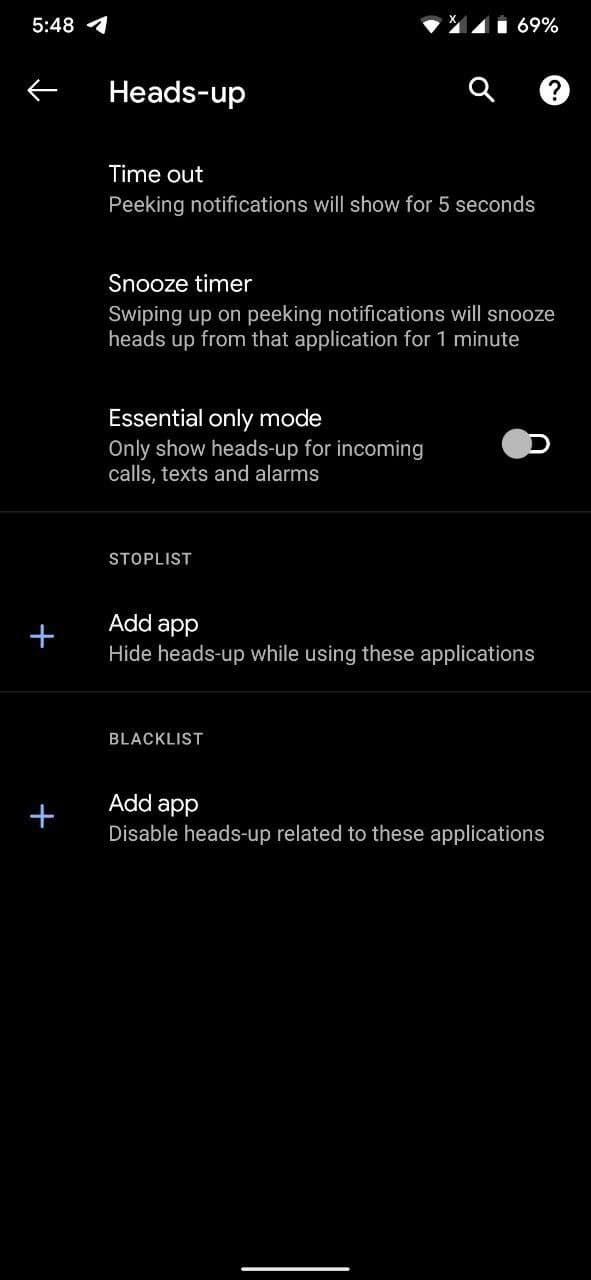 5:48
69%
Heads-up
Time out
Peeking notifications will show for 5 seconds
Snooze timer
Swiping up on peeking notifications will snooze
heads up from that application for 1 minute
Essential only mode
Only show heads-up for incoming
calls, texts and alarms
STOPLIST
Add app
Hide heads-up while using these applications
BLACKLIST
Add app
Disable heads-up related to these applications